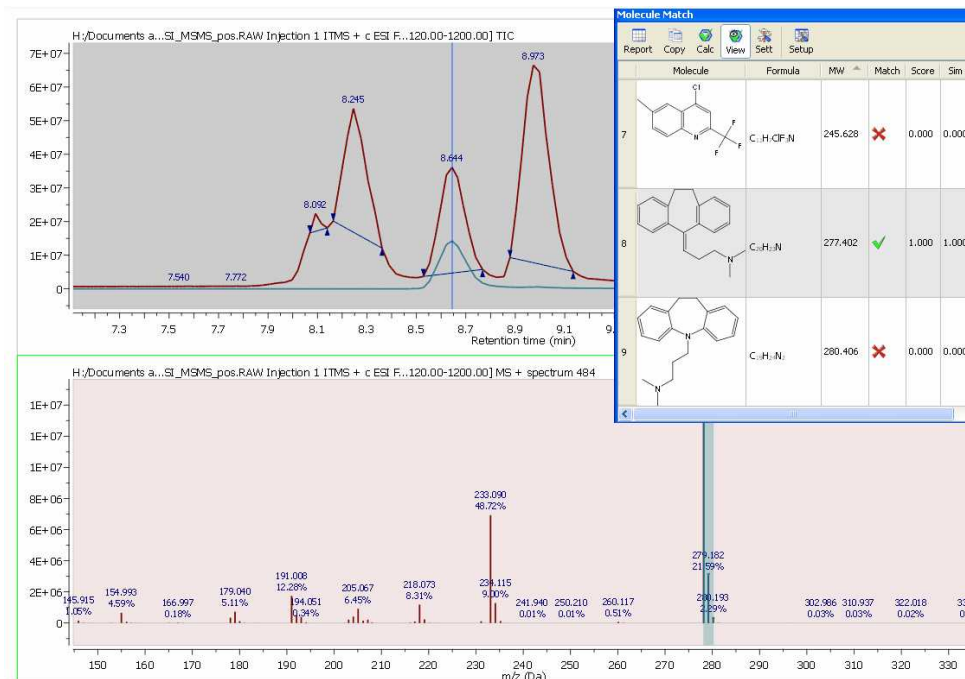 H:/Documents a...SI_MSMS_pos.RAW Injection 1 ITMS + c ESI F...120.00-1200.00] TIC
7E+07
6E+07
5E+07
4E+07
3E+07
2E+07
1E+07
0
7.540
7.772
8.092
8.245
8.644
8.973
7.3 7.5 7.7 7.9 8.1 8.3 8.5 8.7 8.9 9.1
Retention time (min)
Molecule Match
Report Copy Calc View Sett Setup
Molecule Formula MW Match Score Sim
7 Cl N F F F 245.628 0.000 0.000
8 N C₂₀H₂₃N 277.402 1.000 1.000
9 N N C₁₉H₂₄N₂ 280.406 0.000 0.000
H:/Documents a...SI_MSMS_pos.RAW Injection 1 ITMS + c ESI F...120.00-1200.00] MS + spectrum 484
1E+07
1E+07
1E+07
8E+06
6E+06
4E+06
2E+06
0
145.915
1.05%
154.993
4.59%
166.997
0.18%
179.040
5.11%
191.008
12.28%
194.051
0.34%
205.067
6.45%
218.073
8.31%
233.090
48.72%
234.115
9.00%
241.940
0.01%
250.210
0.01%
260.117
0.51%
279.182
21.59%
280.193
2.29%
302.986
0.03%
310.937
0.03%
322.018
0.02%
150 160 170 180 190 200 210 220 230 240 250 260 270 280 290 300 310 320 330
m/z (Da)